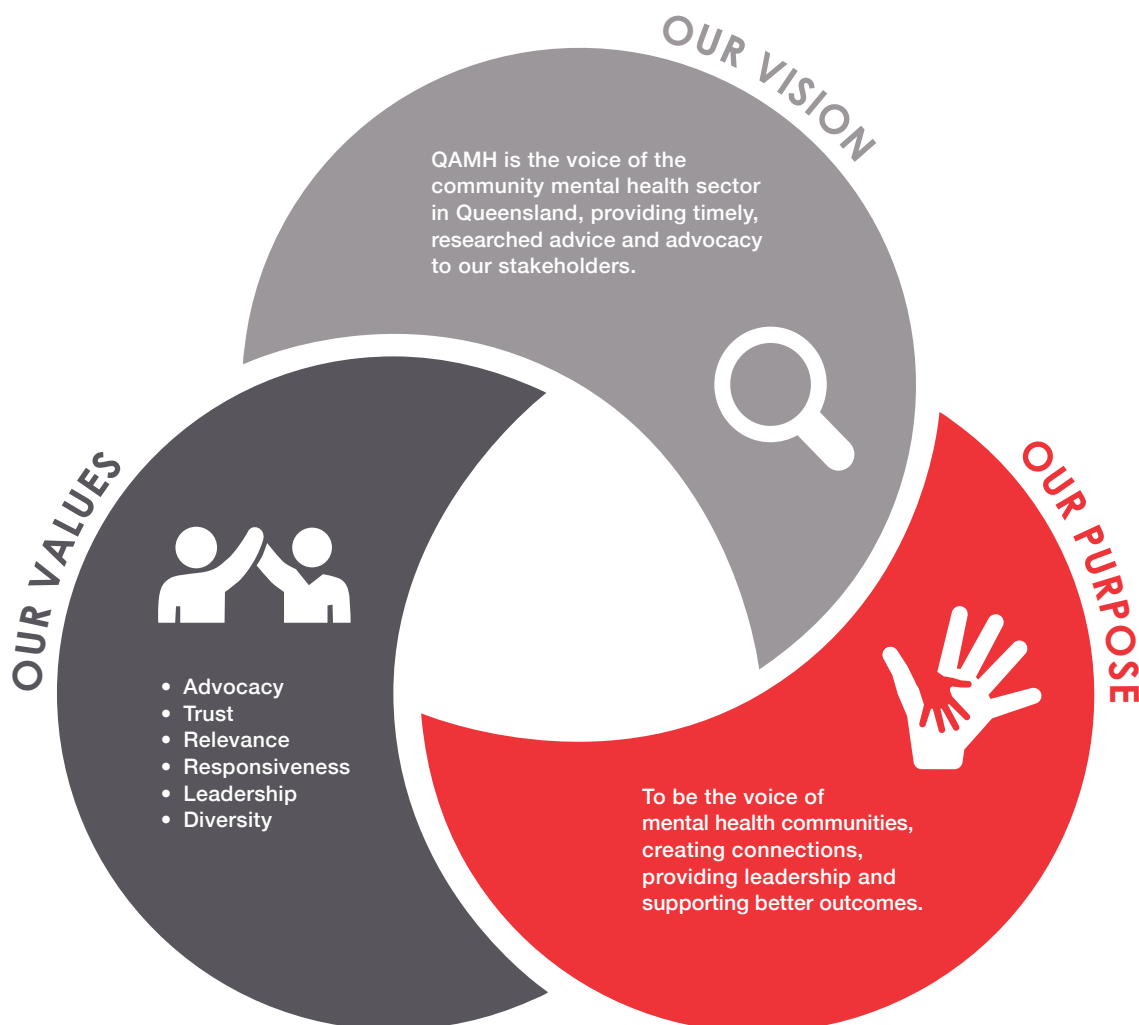 OUR VISION
QAMH is the voice of the
community mental health sector
in Queensland, providing timely,
researched advice and advocacy
to our stakeholders.
OUR VALUES
• Advocacy
• Trust
• Relevance
• Responsiveness
• Leadership
• Diversity
OUR PURPOSE
To be the voice of
mental health communities,
creating connections,
providing leadership and
supporting better outcomes.